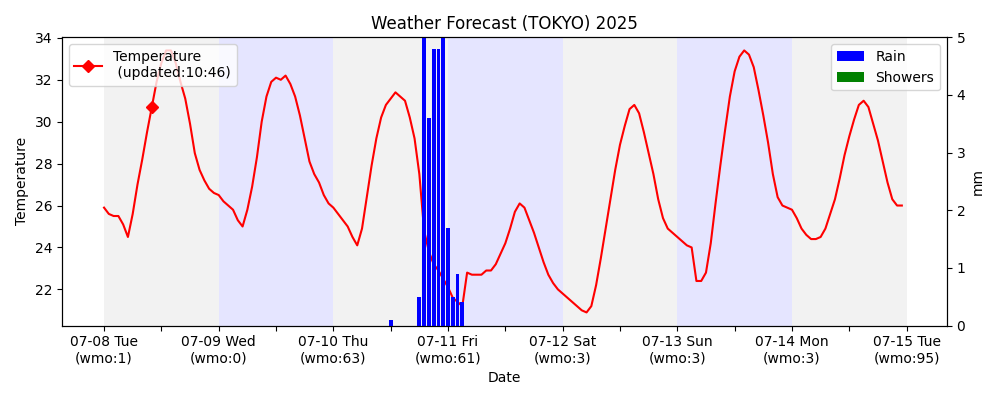 Weather Forecast (TOKYO) 2025
Temperature
(updated:10:46)
Rain
Showers
34
32
30
28
26
24
22
Temperature
5
4
3
2
1
0
mm
07-08 Tue
(wmo:1)
07-09 Wed
(wmo:0)
07-10 Thu
(wmo:63)
07-11 Fri
(wmo:61)
07-12 Sat
(wmo:3)
07-13 Sun
(wmo:3)
07-14 Mon
(wmo:3)
07-15 Tue
(wmo:95)
Date